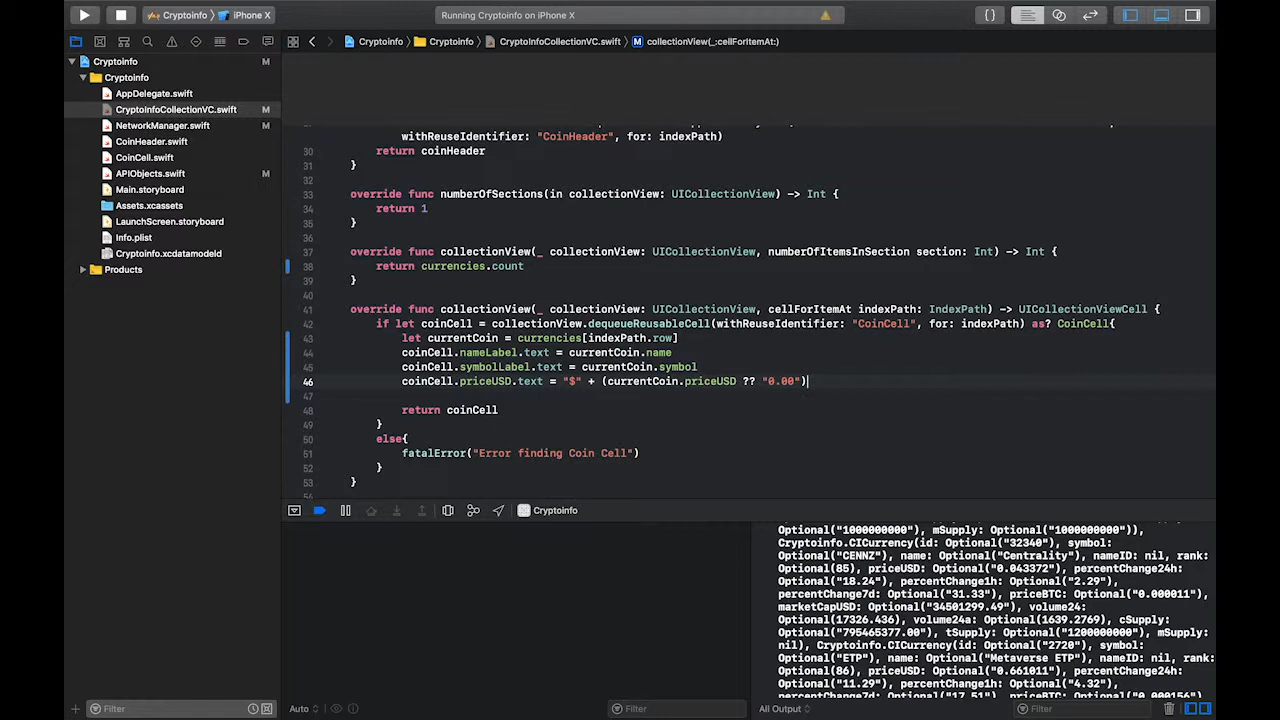 Cryptoinfo iPhone X
Running Cryptoinfo on iPhone X
Cryptoinfo Cryptoinfo CryptoInfoCollectionVC.swift M collectionView(_:cellForItemAt:)
Cryptoinfo M
Cryptoinfo
AppDelegate.swift
CryptoInfoCollectionVC.swift M
NetworkManager.swift M
CoinHeader.swift
CoinCell.swift
APIObjects.swift M
Main.storyboard
Assets.xcassets
LaunchScreen.storyboard
Info.plist
Cryptoinfo.xcdatamodeld
Products
withReuseIdentifier: "CoinHeader", for: indexPath)
30 return coinHeader
31 }
32
33 override func numberOfSections(in collectionView: UICollectionView) -> Int {
34 return 1
35 }
36
37 override func collectionView(_ collectionView: UICollectionView, numberOfItemsInSection section: Int) -> Int {
38 return currencies.count
39 }
40
41 override func collectionView(_ collectionView: UICollectionView, cellForItemAt indexPath: IndexPath) -> UICollectionViewCell {
42 if let coinCell = collectionView.dequeueReusableCell(withReuseIdentifier: "CoinCell", for: indexPath) as? CoinCell{
43 let currentCoin = currencies[indexPath.row]
44 coinCell.nameLabel.text = currentCoin.name
45 coinCell.symbolLabel.text = currentCoin.symbol
46 coinCell.priceUSD.text = "$" + (currentCoin.priceUSD ?? "0.00")
47
48 return coinCell
49 }
50 else{
51 fatalError("Error finding Coin Cell")
52 }
53 }
Cryptoinfo
Optional("1000000000"), mSupply: Optional("1000000000")),
Cryptoinfo.CICurrency(id: Optional("32340"), symbol:
Optional("CENNZ"), name: Optional("Centrality"), nameID: nil, rank:
Optional(85), priceUSD: Optional("0.043372"), percentChange24h:
Optional("18.24"), percentChange1h: Optional("2.29"),
percentChange7d: Optional("31.33"), priceBTC: Optional("0.000011"),
marketCapUSD: Optional("34501299.49"), volume24:
Optional(17326.436), volume24a: Optional(1639.2769), cSupply:
Optional("795465377.00"), tSupply: Optional("1200000000"), mSupply:
nil), Cryptoinfo.CICurrency(id: Optional("2720"), symbol:
Optional("ETP"), name: Optional("Metaverse ETP"), nameID: nil, rank:
Optional(86), priceUSD: Optional("0.661011"), percentChange24h:
Optional("11.29"), percentChange1h: Optional("4.32"),
percentChange7d: Optional("17.51"), priceBTC: Optional("0.000156"),
Filter
Auto
Filter
All Output
Filter